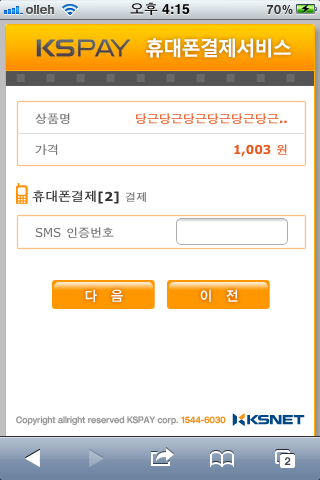 olleh 오후 4:15 70%
KSPAY 휴대폰결제서비스
상품명 당근당근당근당근당근당근..
가격 1,003 원
휴대폰결제[2] 결제
SMS 인증번호
다 음 이 전
Copyright allright reserved KSPAY corp. 1544-6030 KSNET
2